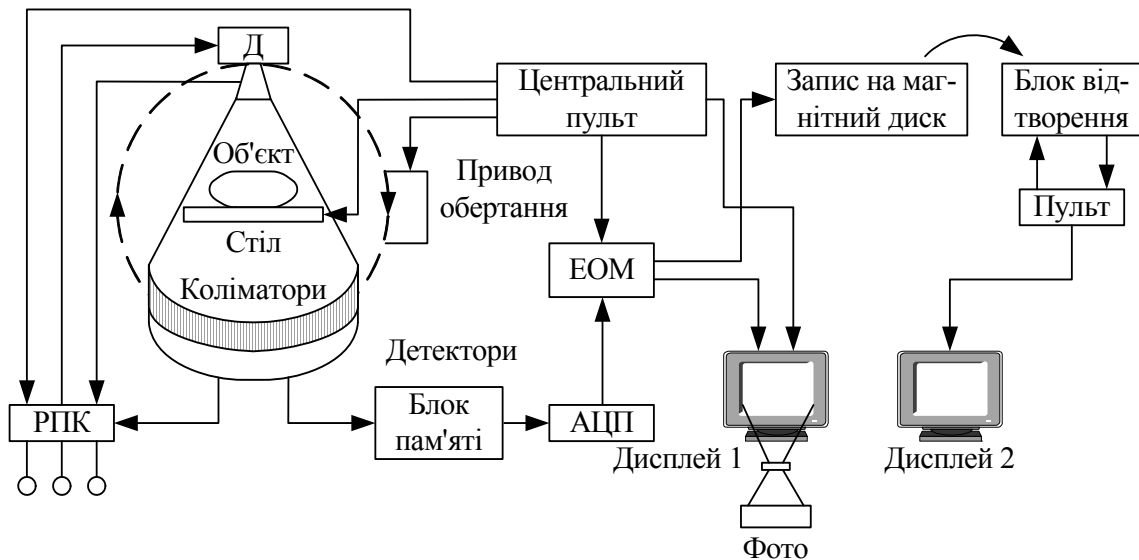 Д
Центральний
пульт
Запис на маг-
нітний диск
Блок від-
творення
Об'єкт
Привод
обертання
Пульт
Стіл
ЕОМ
Коліматори
Детектори
РПК
Блок
пам'яті
АЦП
Дисплей 1
Дисплей 2
Фото